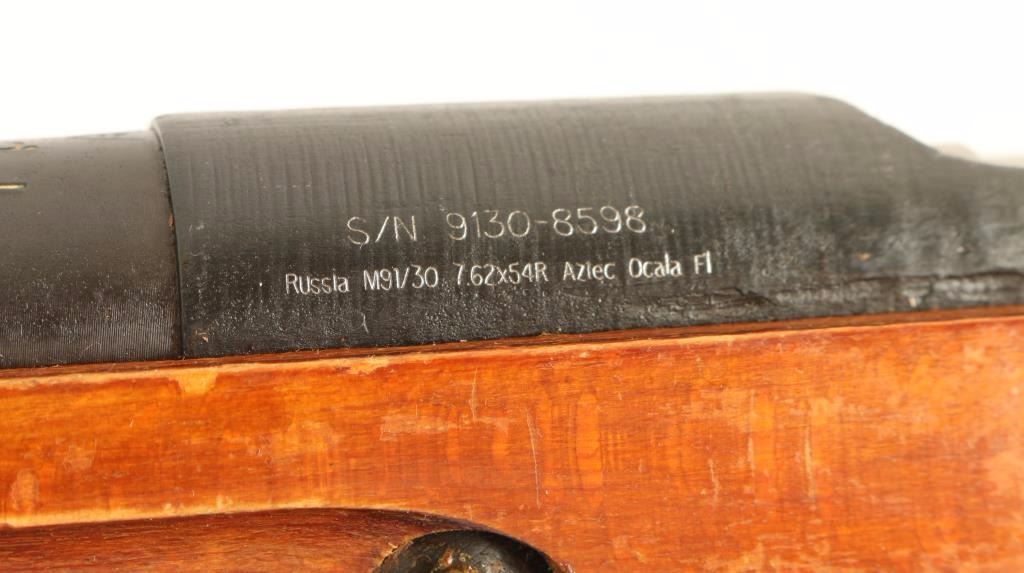 S/N 9130-8598
Russia M91/30 7.62x54R Aztec Ocala Fl